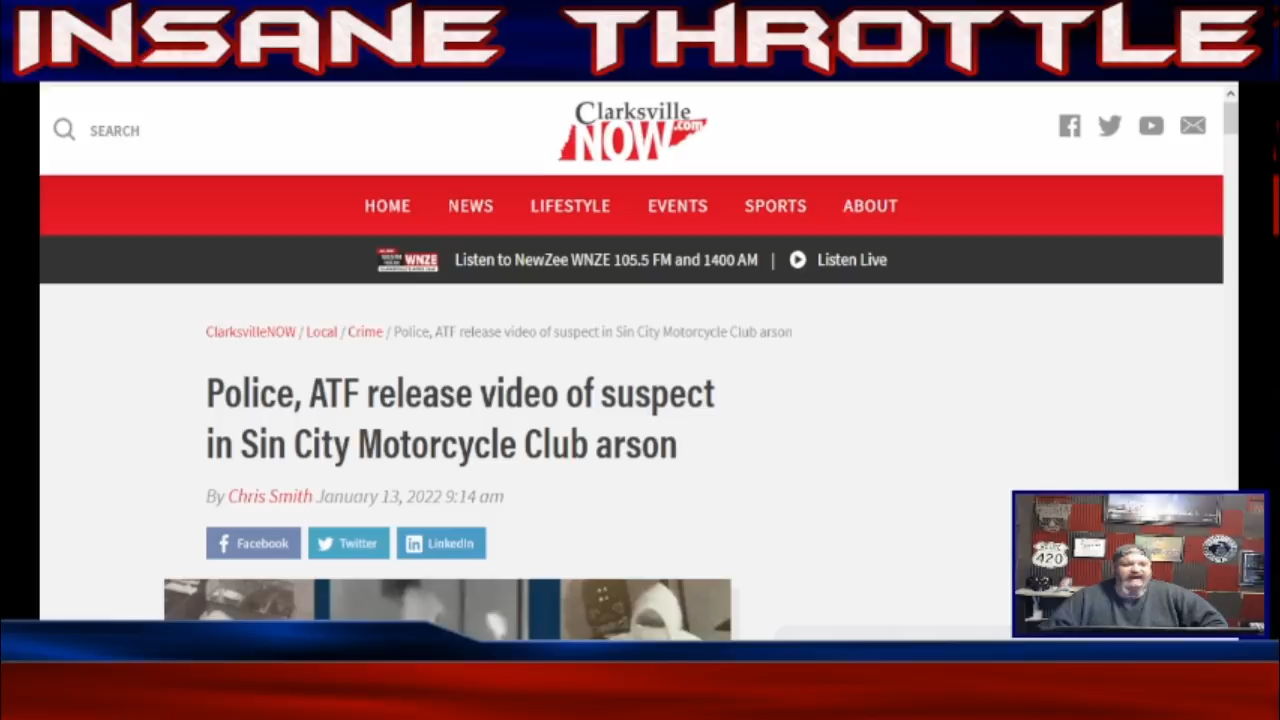 INSANE THROTTLE
SEARCH
Clarksville
NOW.com
HOME NEWS LIFESTYLE EVENTS SPORTS ABOUT
WNZE Listen to NewZee WNZE 105.5 FM and 1400 AM | Listen Live
ClarksvilleNOW / Local / Crime / Police, ATF release video of suspect in Sin City Motorcycle Club arson
Police, ATF release video of suspect
in Sin City Motorcycle Club arson
By Chris Smith January 13, 2022 9:14 am
Facebook Twitter LinkedIn
420